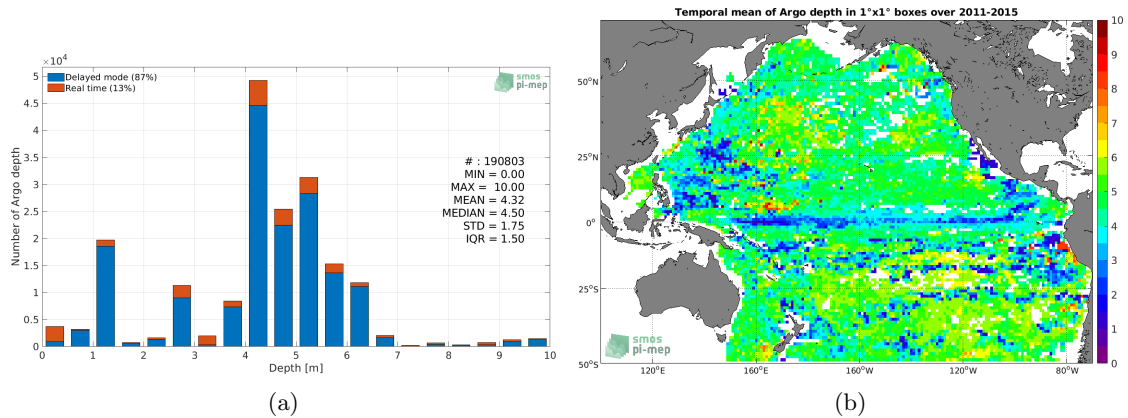 ×10⁴
5
4.5
4
3.5
3
2.5
2
1.5
1
0.5
0
Number of Argo depth
Delayed mode (87%)
Real time (13%)
smos
pi-mep
# : 190803
MIN = 0.00
MAX = 10.00
MEAN = 4.32
MEDIAN = 4.50
STD = 1.75
IQR = 1.50
0 1 2 3 4 5 6 7 8 9 10
Depth [m]
(a)
Temporal mean of Argo depth in 1°x1° boxes over 2011-2015
50°N
25°N
0°
25°S
50°S
smos
pi-mep
120°E 160°E 160°W 120°W 80°W
10
9
8
7
6
5
4
3
2
1
0
(b)